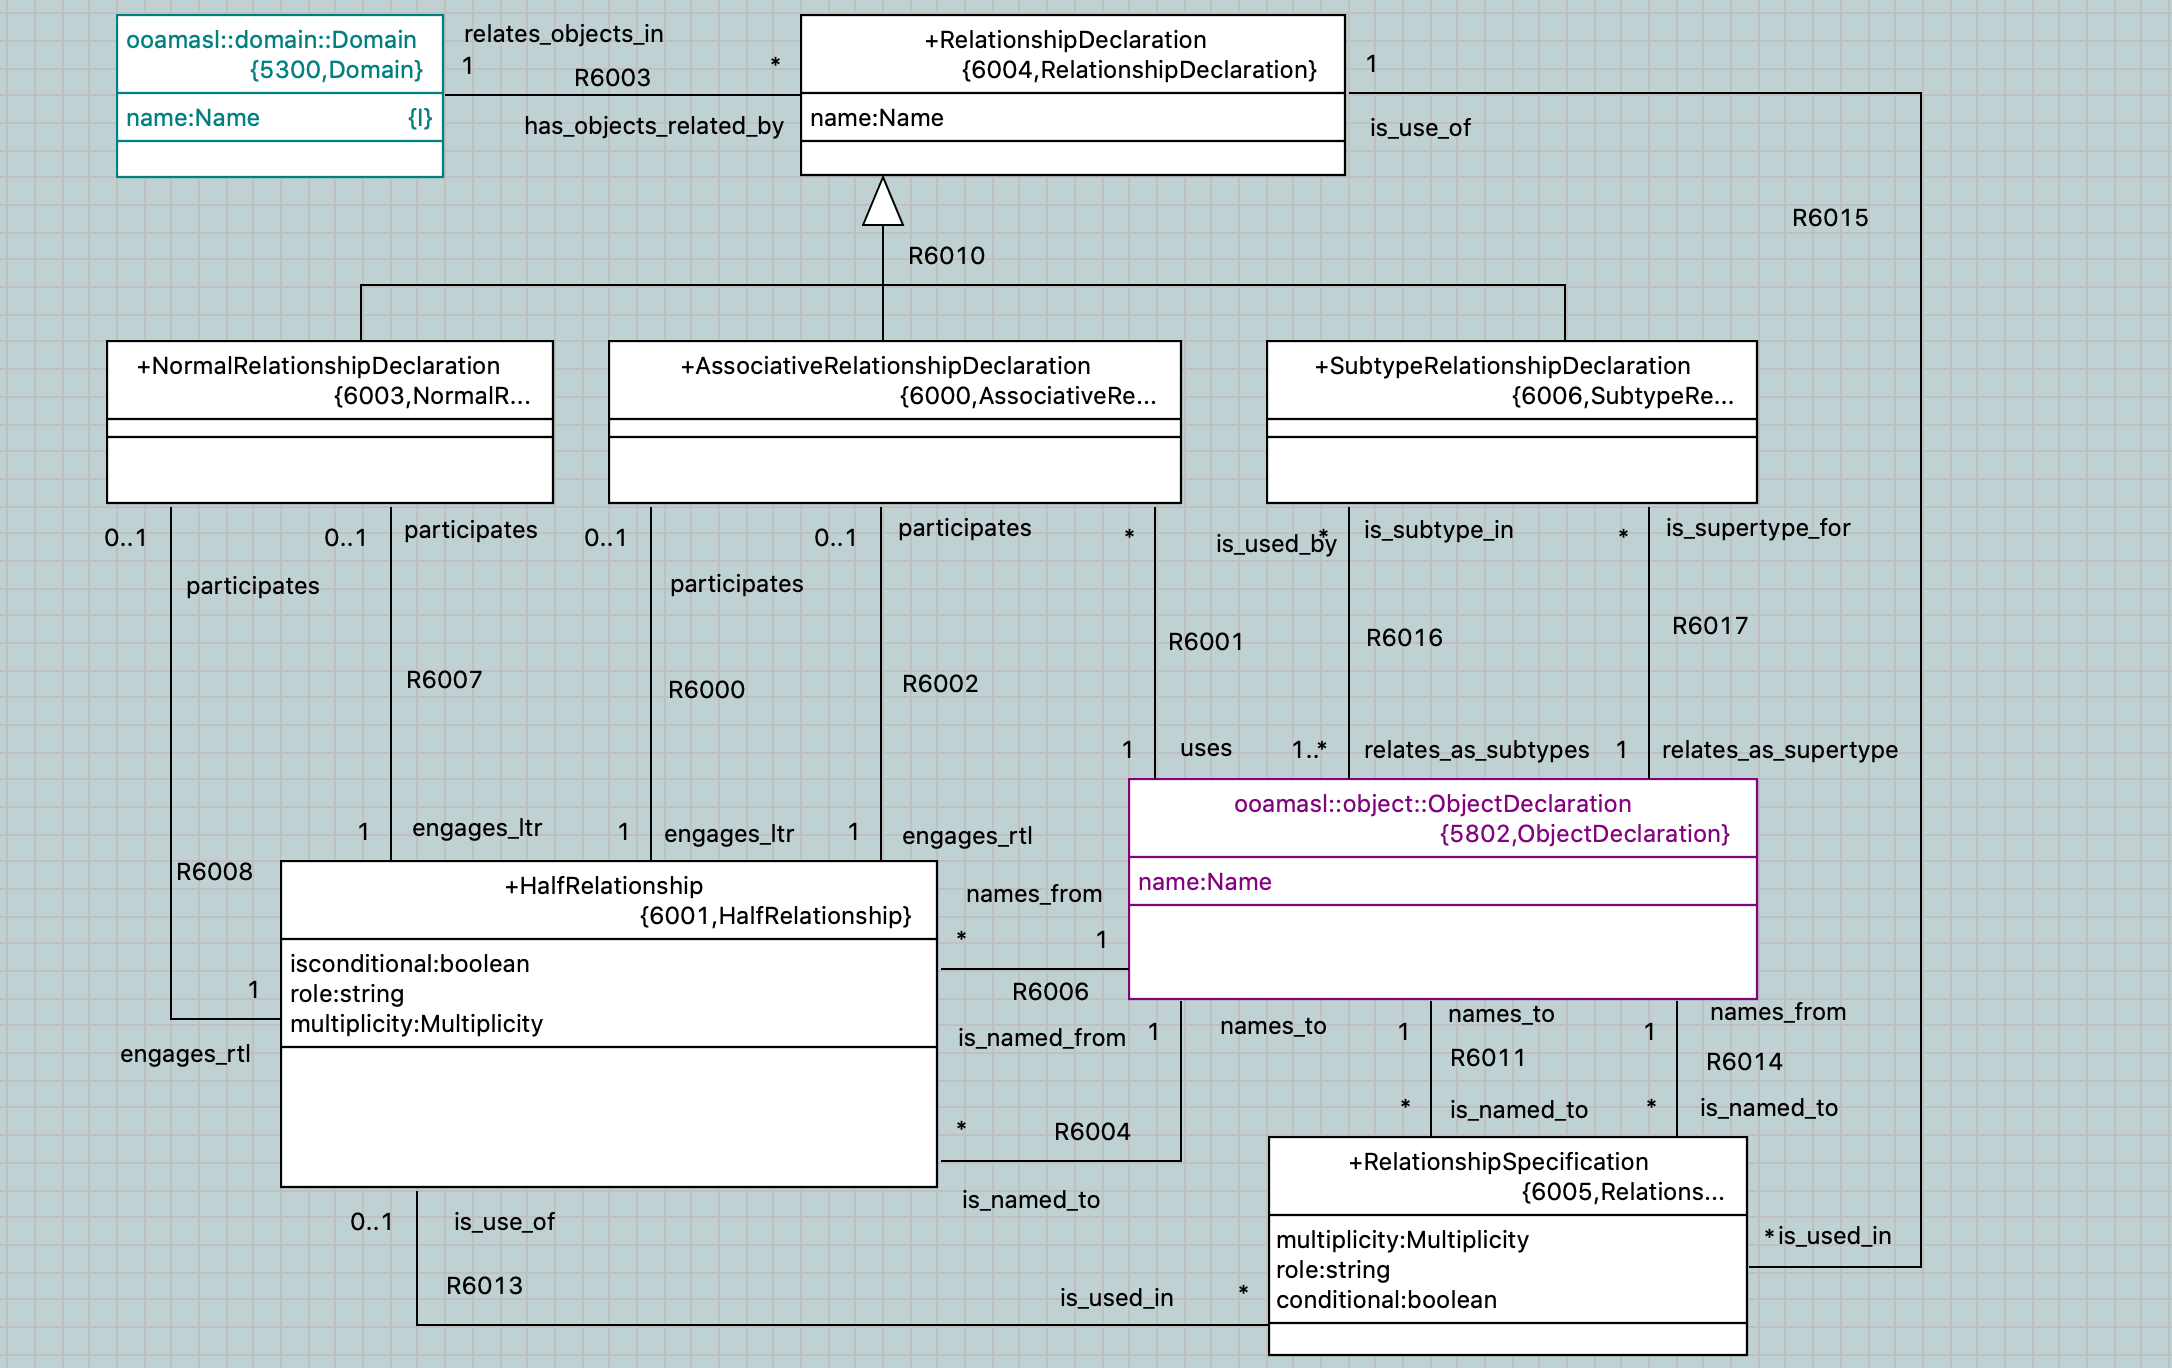 ooamasl::domain::Domain
{5300,Domain}
name:Name {I}
relates_objects_in
1
R6003
*
has_objects_related_by
+RelationshipDeclaration
{6004,RelationshipDeclaration}
name:Name
1
is_use_of
R6015
R6010
+NormalRelationshipDeclaration
{6003,NormalR...
+AssociativeRelationshipDeclaration
{6000,AssociativeRe...
+SubtypeRelationshipDeclaration
{6006,SubtypeRe...
0..1
participates
0..1
participates
0..1
participates
0..1
participates
*
is_used_by
*
is_subtype_in
*
is_supertype_for
R6007
R6000
R6002
R6001
R6016
R6017
1
uses
1..*
relates_as_subtypes
1
relates_as_supertype
1
engages_ltr
1
engages_ltr
1
engages_rtl
R6008
1
engages_rtl
ooamasl::object::ObjectDeclaration
{5802,ObjectDeclaration}
name:Name
+HalfRelationship
{6001,HalfRelationship}
isconditional:boolean
role:string
multiplicity:Multiplicity
names_from
*
1
R6006
is_named_from
1
names_to
*
R6004
is_named_to
1
names_to
R6011
*
is_named_to
1
names_from
R6014
*
is_named_to
+RelationshipSpecification
{6005,Relations...
multiplicity:Multiplicity
role:string
conditional:boolean
*is_used_in
0..1
is_use_of
R6013
is_used_in
*